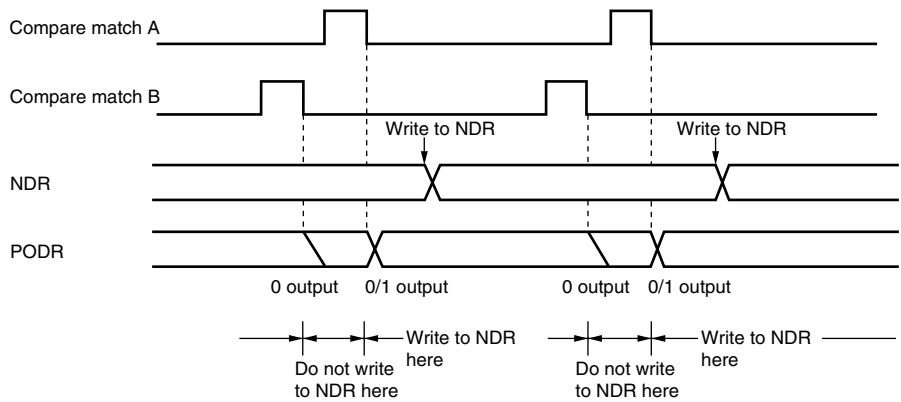 Compare match A
Compare match B
Write to NDR
Write to NDR
NDR
PODR
0 output
0/1 output
0 output
0/1 output
Write to NDR
here
Write to NDR
here
Do not write
to NDR here
Do not write
to NDR here